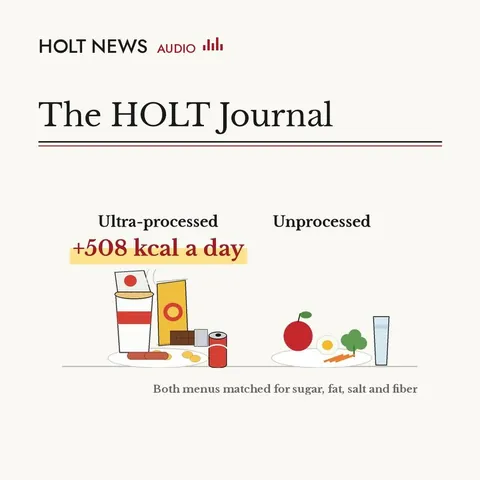 HOLT NEWS AUDIO
The HOLT Journal
Ultra-processed
Unprocessed
+508 kcal a day
Both menus matched for sugar, fat, salt and fiber